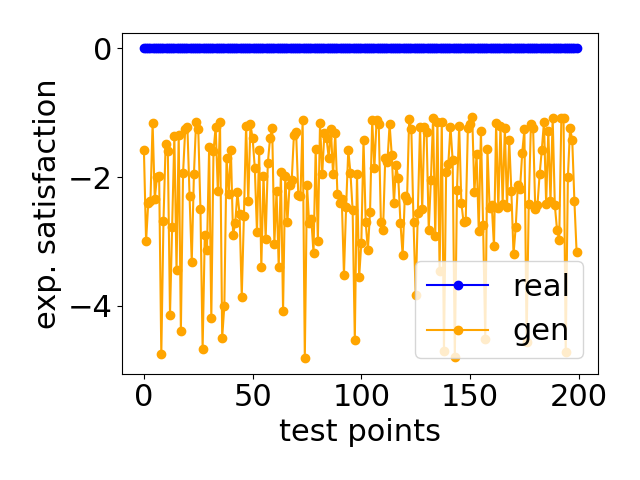 0
−2
−4
exp. satisfaction
real
gen
0 50 100 150 200
test points